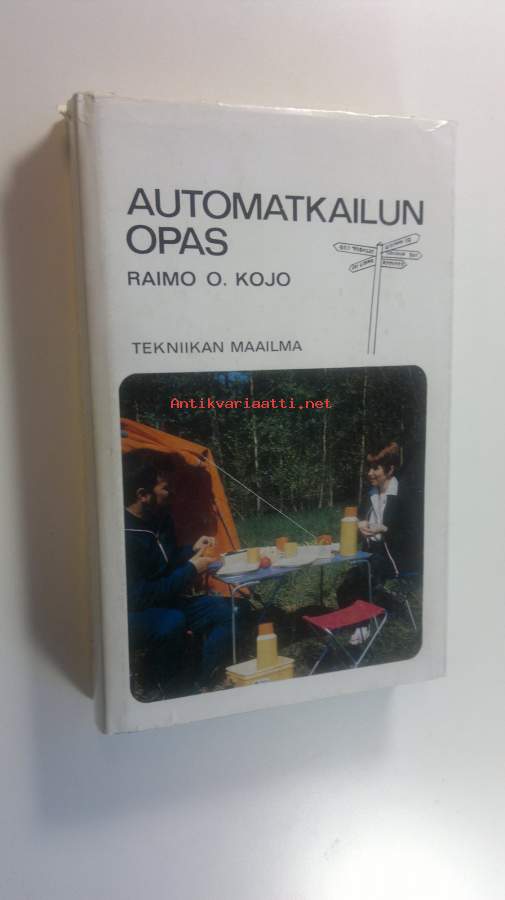 AUTOMATKAILUN
OPAS
RAIMO O. KOJO
TEKNIIKAN MAAILMA
Antikvariaatti.net